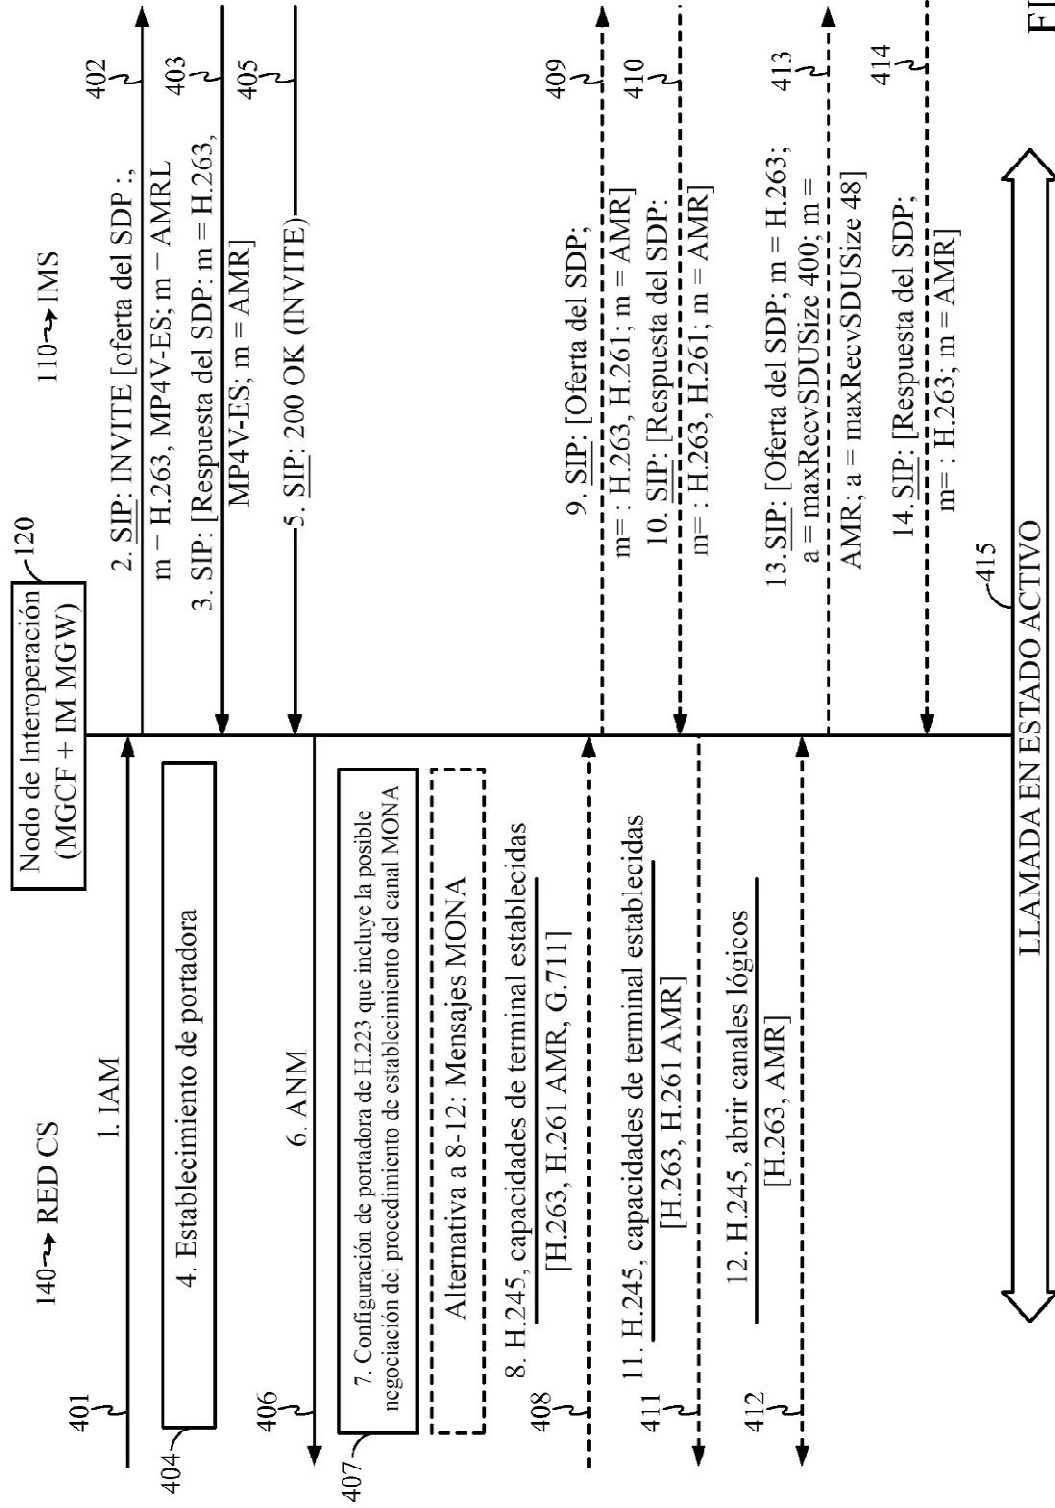 140 RED CS
Nodo de Interoperación
(MGCF + IM MGW)
120
110 IMS
401
1. IAM
2. SIP: INVITE [oferta del SDP :,
m = H.263, MP4V-ES; m = AMRL
402
3. SIP: [Respuesta del SDP: m = H.263,
MP4V-ES; m = AMR]
403
404
4. Establecimiento de portadora
5. SIP: 200 OK (INVITE)
405
406
6. ANM
407
7. Configuración de portadora de H.223 que incluye la posible
negociación del procedimiento de establecimiento del canal MONA
Alternativa a 8-12: Mensajes MONA
8. H.245, capacidades de terminal establecidas
[H.263, H.261 AMR, G.711]
408
9. SIP: [Oferta del SDP;
m= : H.263, H.261; m = AMR]
409
10. SIP: [Respuesta del SDP:
m= : H.263, H.261; m = AMR]
410
11. H.245, capacidades de terminal establecidas
[H.263, H.261 AMR]
411
12. H.245, abrir canales lógicos
[H.263, AMR]
412
13. SIP: [Oferta del SDP; m = H.263;
a = maxRecvSDUSize 400; m =
AMR; a = maxRecvSDUSize 48]
413
14. SIP: [Respuesta del SDP;
m= : H.263; m = AMR]
414
415
LLAMADA EN ESTADO ACTIVO